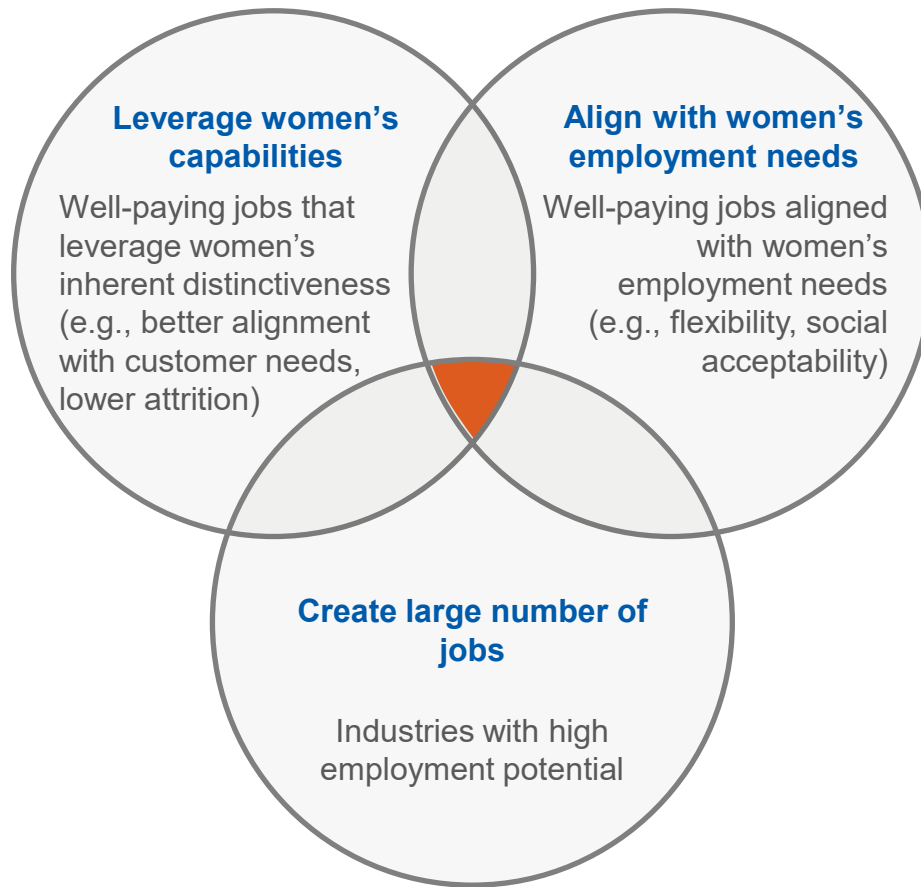 Leverage women’s
capabilities
Well-paying jobs that
leverage women’s
inherent distinctiveness
(e.g., better alignment
with customer needs,
lower attrition)
Align with women’s
employment needs
Well-paying jobs aligned
with women’s
employment needs
(e.g., flexibility, social
acceptability)
Create large number of
jobs
Industries with high
employment potential